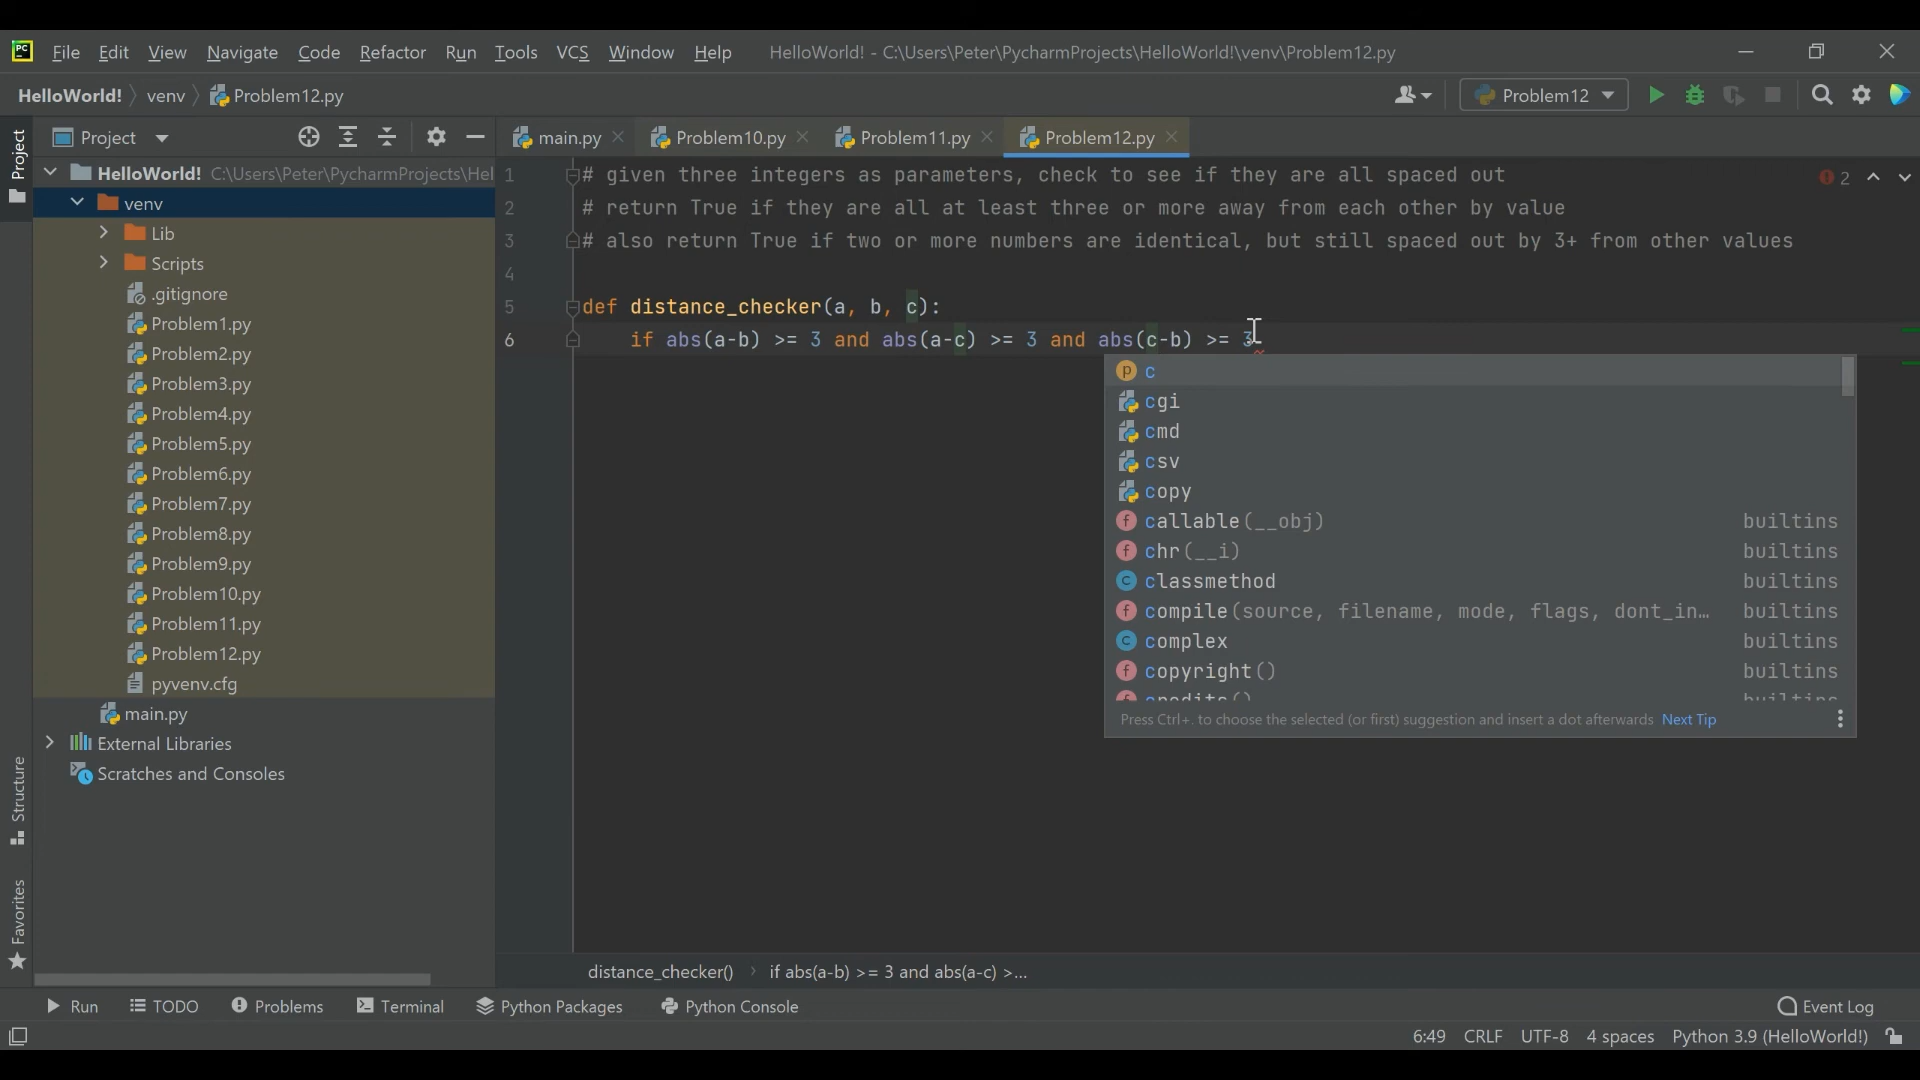 PC File Edit View Navigate Code Refactor Run Tools VCS Window Help HelloWorld! - C:\Users\Peter\PycharmProjects\HelloWorld!\venv\Problem12.py
HelloWorld! venv Problem12.py Problem12
Project main.py Problem10.py Problem11.py Problem12.py
Project
HelloWorld! C:\Users\Peter\PycharmProjects\Hel
venv
Lib
Scripts
.gitignore
Problem1.py
Problem2.py
Problem3.py
Problem4.py
Problem5.py
Problem6.py
Problem7.py
Problem8.py
Problem9.py
Problem10.py
Problem11.py
Problem12.py
pyvenv.cfg
main.py
External Libraries
Scratches and Consoles
Structure
Favorites
1 # given three integers as parameters, check to see if they are all spaced out
2
2 # return True if they are all at least three or more away from each other by value
3 # also return True if two or more numbers are identical, but still spaced out by 3+ from other values
4
5 def distance_checker(a, b, c):
6 if abs(a-b) >= 3 and abs(a-c) >= 3 and abs(c-b) >= 3
p c
cgi
cmd
csv
copy
f callable(__obj) builtins
f chr(__i) builtins
c classmethod builtins
f compile(source, filename, mode, flags, dont_in... builtins
c complex builtins
f copyright() builtins
f credits() builtins
Press Ctrl+. to choose the selected (or first) suggestion and insert a dot afterwards Next Tip
distance_checker() if abs(a-b) >= 3 and abs(a-c) >...
Run TODO Problems Terminal Python Packages Python Console Event Log
6:49 CRLF UTF-8 4 spaces Python 3.9 (HelloWorld!)